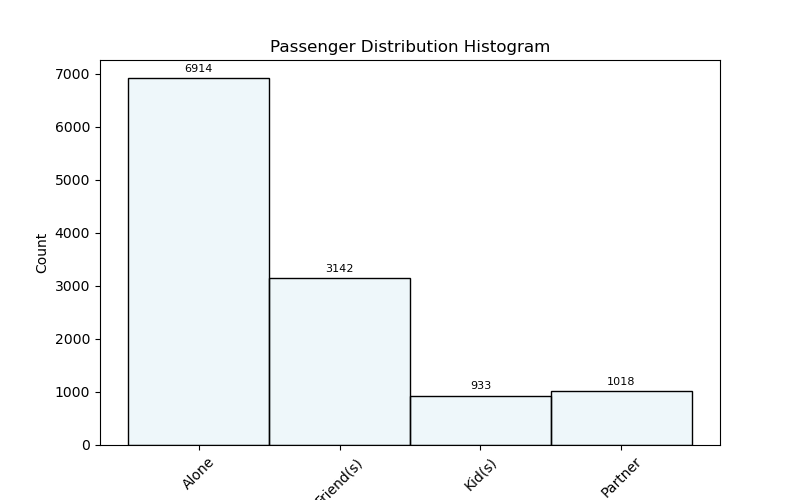 Passenger Distribution Histogram
7000
6000
5000
4000
3000
2000
1000
0
Count
6914
3142
933
1018
Alone
Friend(s)
Kid(s)
Partner